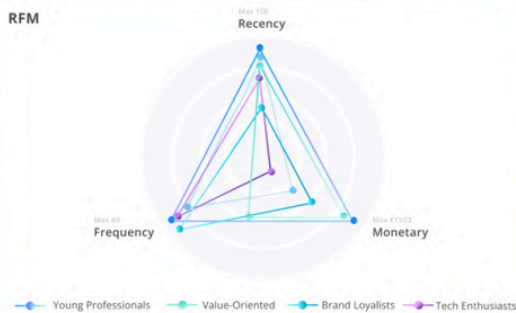 RFM
Max 106
Recency
Max 43
Frequency
Monetary
Young Professionals
Value-Oriented
Brand Loyalists
Tech Enthusiasts